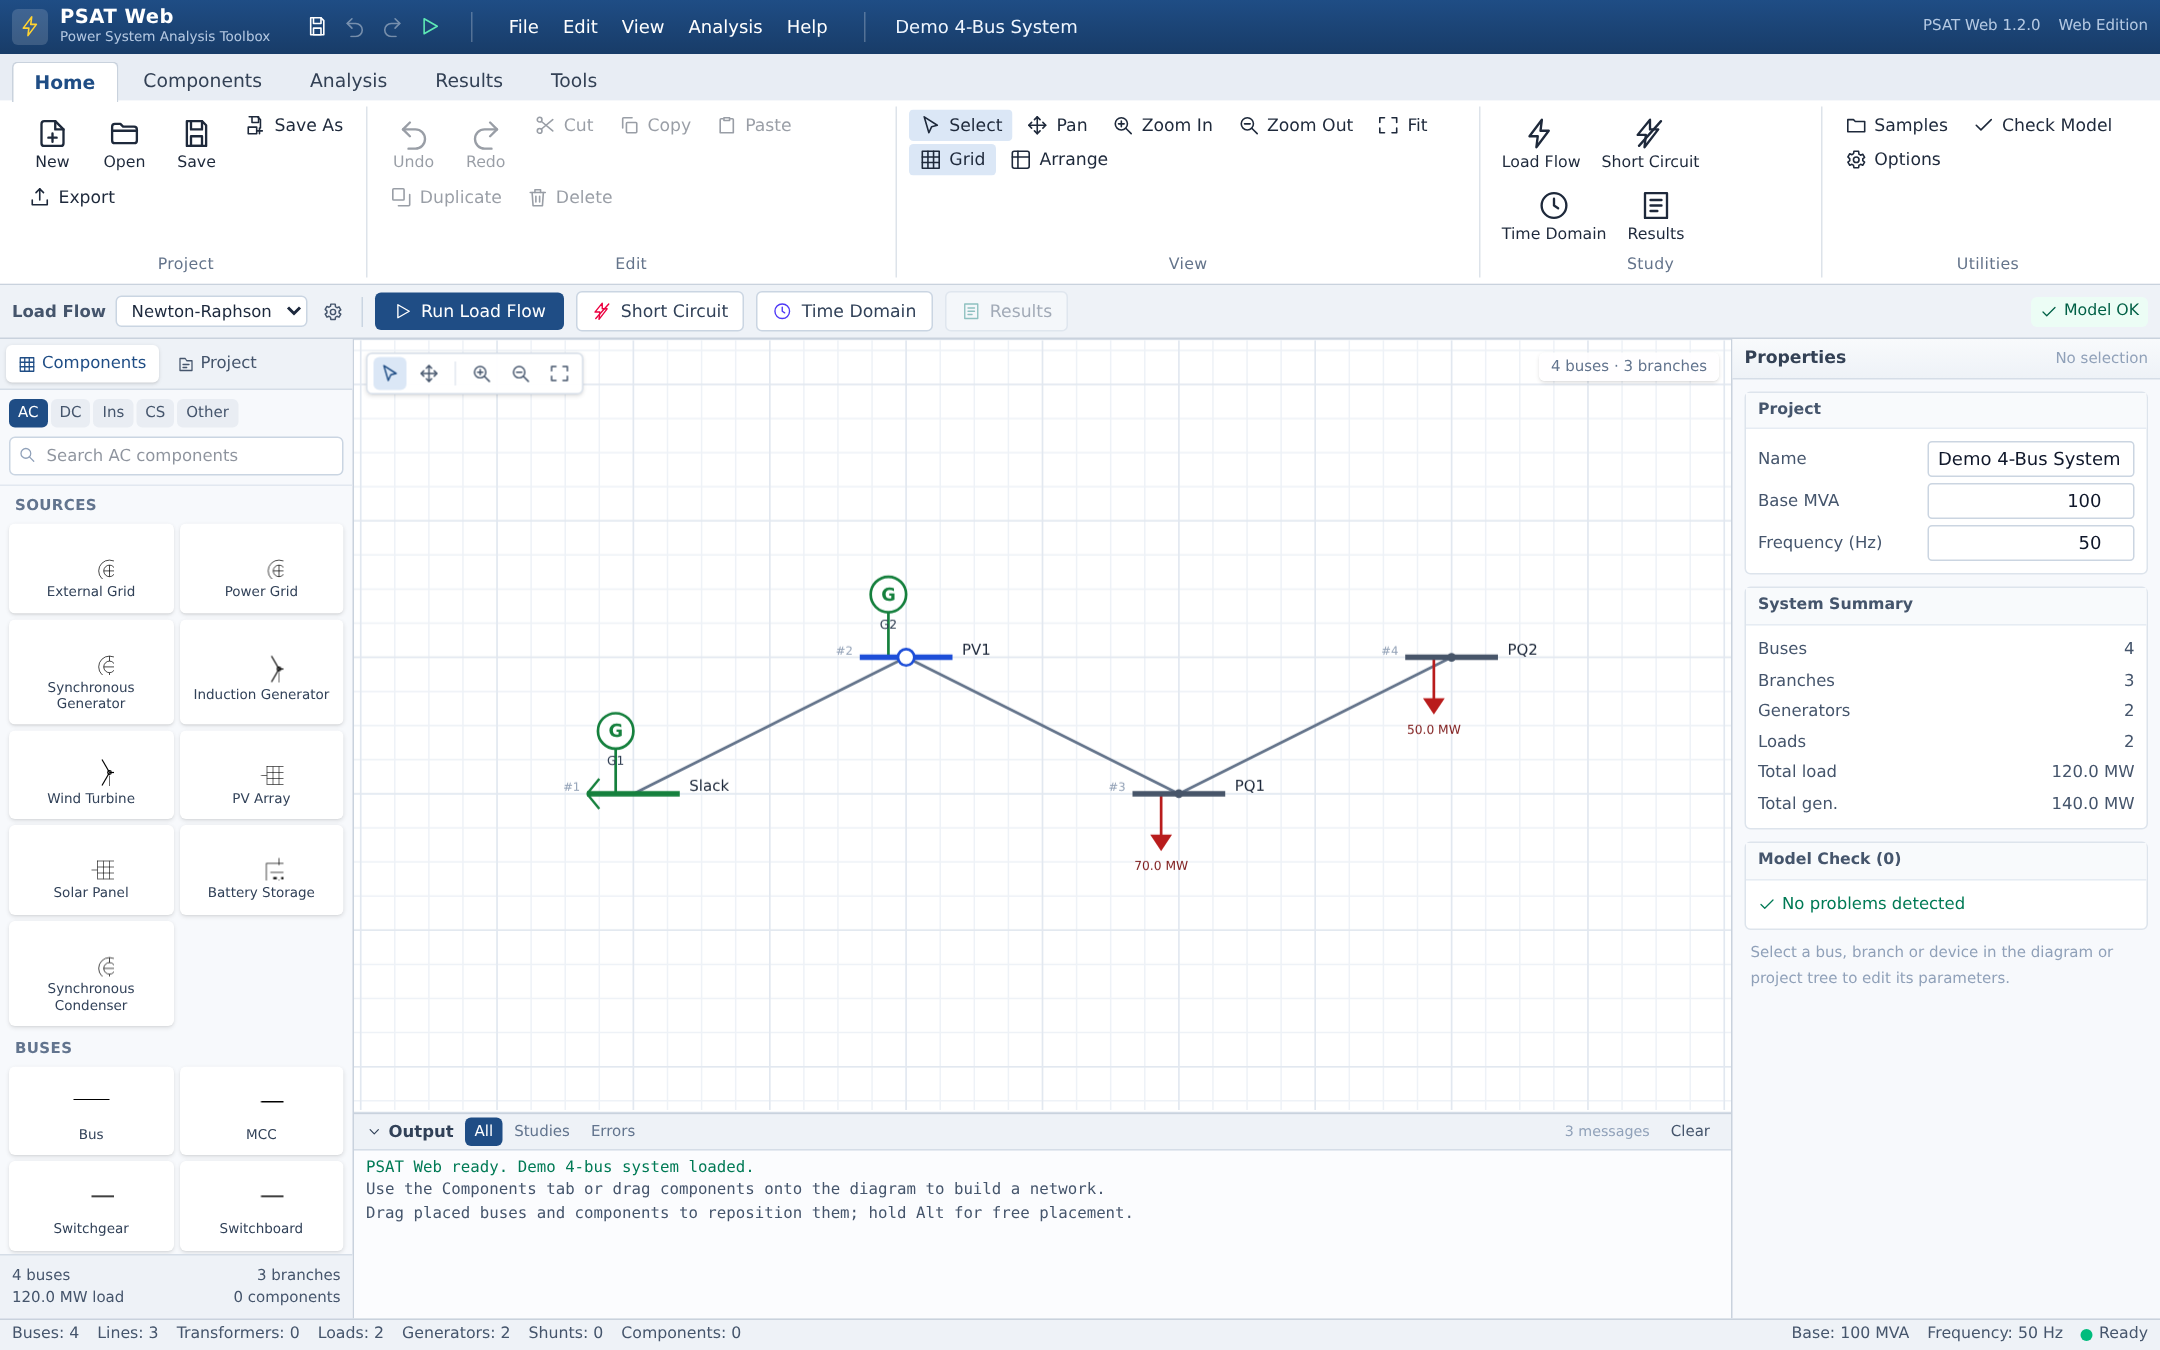 PSAT Web
Power System Analysis Toolbox
File Edit View Analysis Help
Demo 4-Bus System
PSAT Web 1.2.0 Web Edition
Home Components Analysis Results Tools
New Open Save Save As
Export
Project
Undo Redo Cut Copy Paste
Duplicate Delete
Edit
Select Pan Zoom In Zoom Out Fit
Grid Arrange
View
Load Flow Short Circuit
Time Domain Results
Study
Samples Check Model
Options
Utilities
Load Flow Newton-Raphson Run Load Flow Short Circuit Time Domain Results Model OK
Components Project
AC DC Ins CS Other
Search AC components
SOURCES
External Grid Power Grid
Synchronous Generator
Induction Generator
Wind Turbine PV Array
Solar Panel Battery Storage
Synchronous Condenser
BUSES
Bus MCC
Switchgear Switchboard
4 buses 3 branches
120.0 MW load 0 components
4 buses · 3 branches
G
G2
#2 PV1
G
G1
#1 Slack
#3 PQ1
70.0 MW
#4 PQ2
50.0 MW
Output All Studies Errors 3 messages Clear
PSAT Web ready. Demo 4-bus system loaded.
Use the Components tab or drag components onto the diagram to build a network.
Drag placed buses and components to reposition them; hold Alt for free placement.
Properties No selection
Project
Name Demo 4-Bus System
Base MVA 100
Frequency (Hz) 50
System Summary
Buses 4
Branches 3
Generators 2
Loads 2
Total load 120.0 MW
Total gen. 140.0 MW
Model Check (0)
No problems detected
Select a bus, branch or device in the diagram or
project tree to edit its parameters.
Buses: 4 Lines: 3 Transformers: 0 Loads: 2 Generators: 2 Shunts: 0 Components: 0
Base: 100 MVA Frequency: 50 Hz Ready